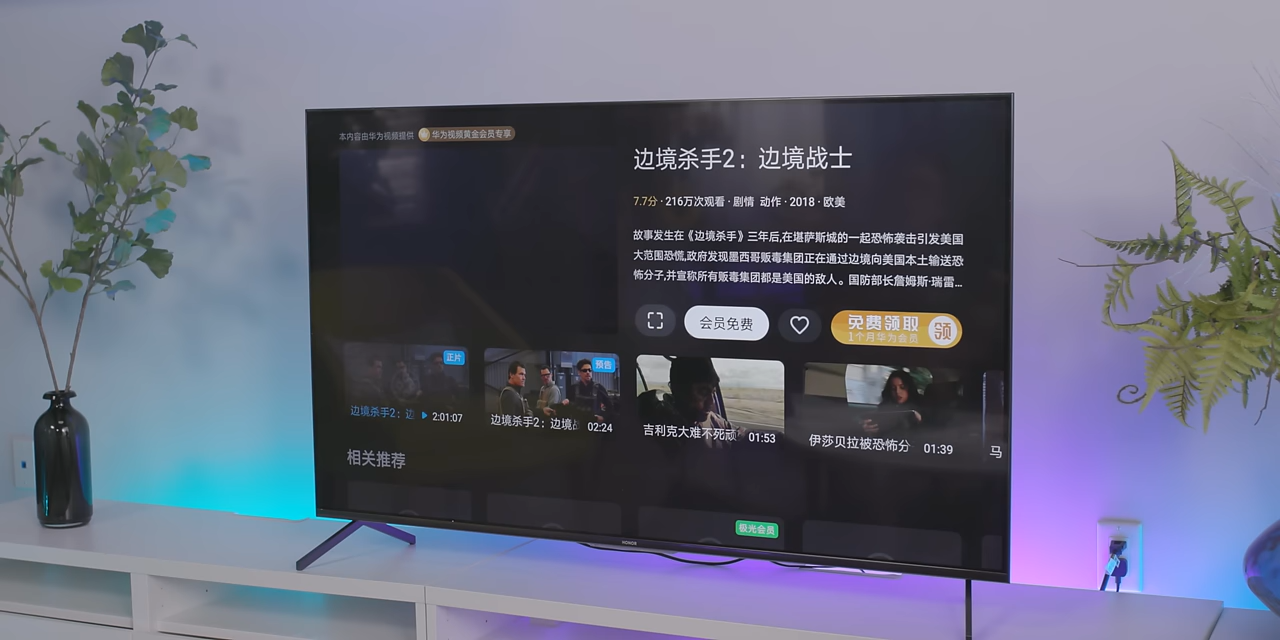 本内容由华为视频提供
华为视频黄金会员专享
边境杀手2：边境战士
7.7分·216万次观看·剧情 动作·2018·欧美
故事发生在《边境杀手》三年后,在堪萨斯城的一起恐怖袭击引发美国
大范围恐慌,政府发现墨西哥贩毒集团正在通过边境向美国本土输送恐
怖分子,并宣称所有贩毒集团都是美国的敌人。国防部长詹姆斯·瑞雷...
会员免费
免费领取
1个月华为会员
领
正片
边境杀手2：边
2:01:07
预告
边境杀手2：边境战
02:24
吉利克大难不死顽
01:53
伊莎贝拉被恐怖分
01:39
马
相关推荐
极光会员
HONOR